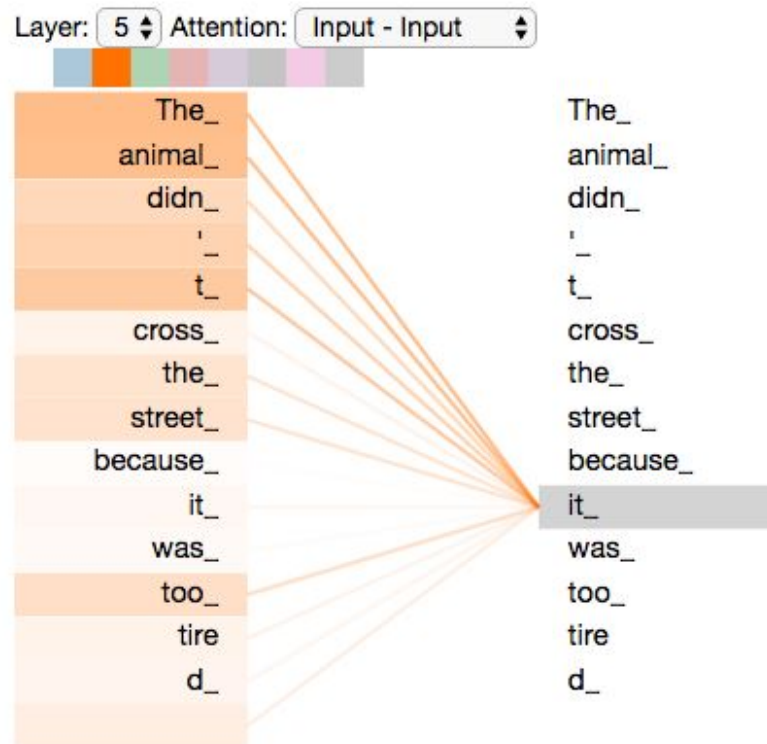 Layer: 5 Attention: Input - Input
The_ The_
animal_ animal_
didn_ didn_
'_ '_
t_ t_
cross_ cross_
the_ the_
street_ street_
because_ because_
it_ it_
was_ was_
too_ too_
tire tire
d_ d_